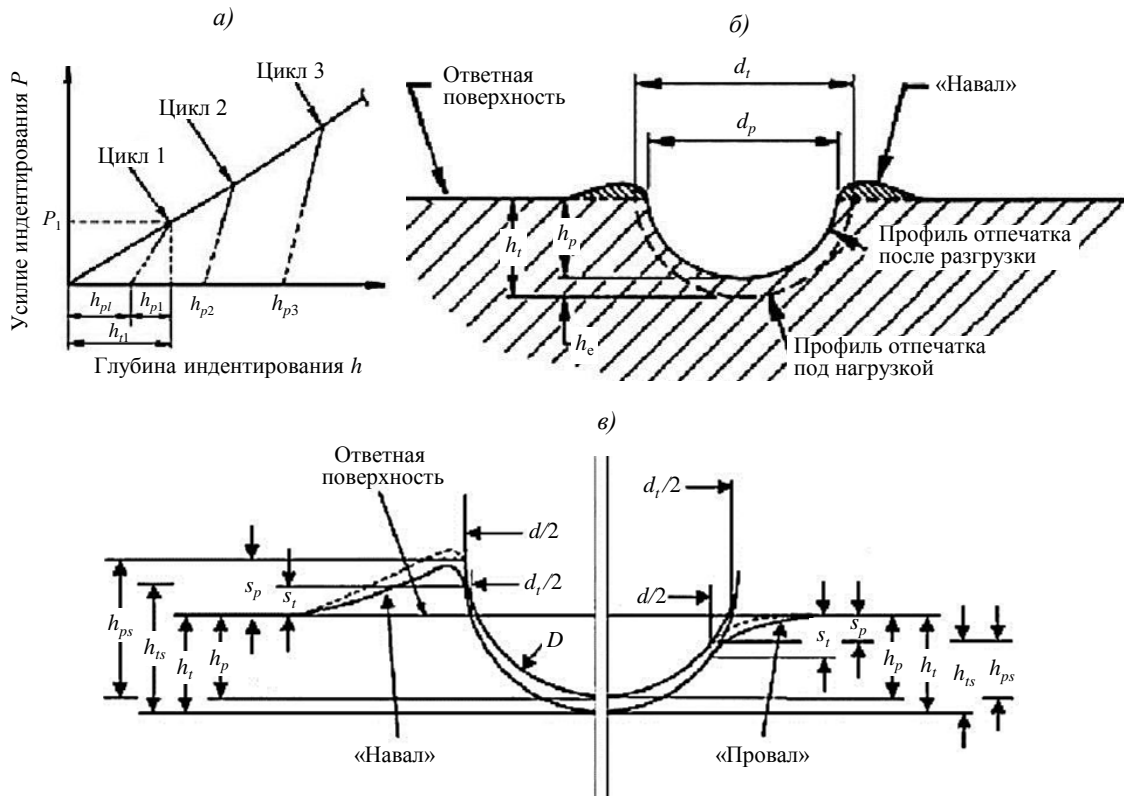 а)
Усилие индентирования P
Цикл 3
Цикл 2
Цикл 1
P1
hpl
hp1
hp2
hp3
ht1
Глубина индентирования h
б)
Ответная
поверхность
dt
«Навал»
dp
hp
ht
Профиль отпечатка
после разгрузки
he
Профиль отпечатка
под нагрузкой
в)
Ответная
поверхность
dt/2
d/2
sp
st
dt/2
d/2
hps
hts
ht
hp
D
st
sp
hp
ht
hts
hps
«Навал»
«Провал»